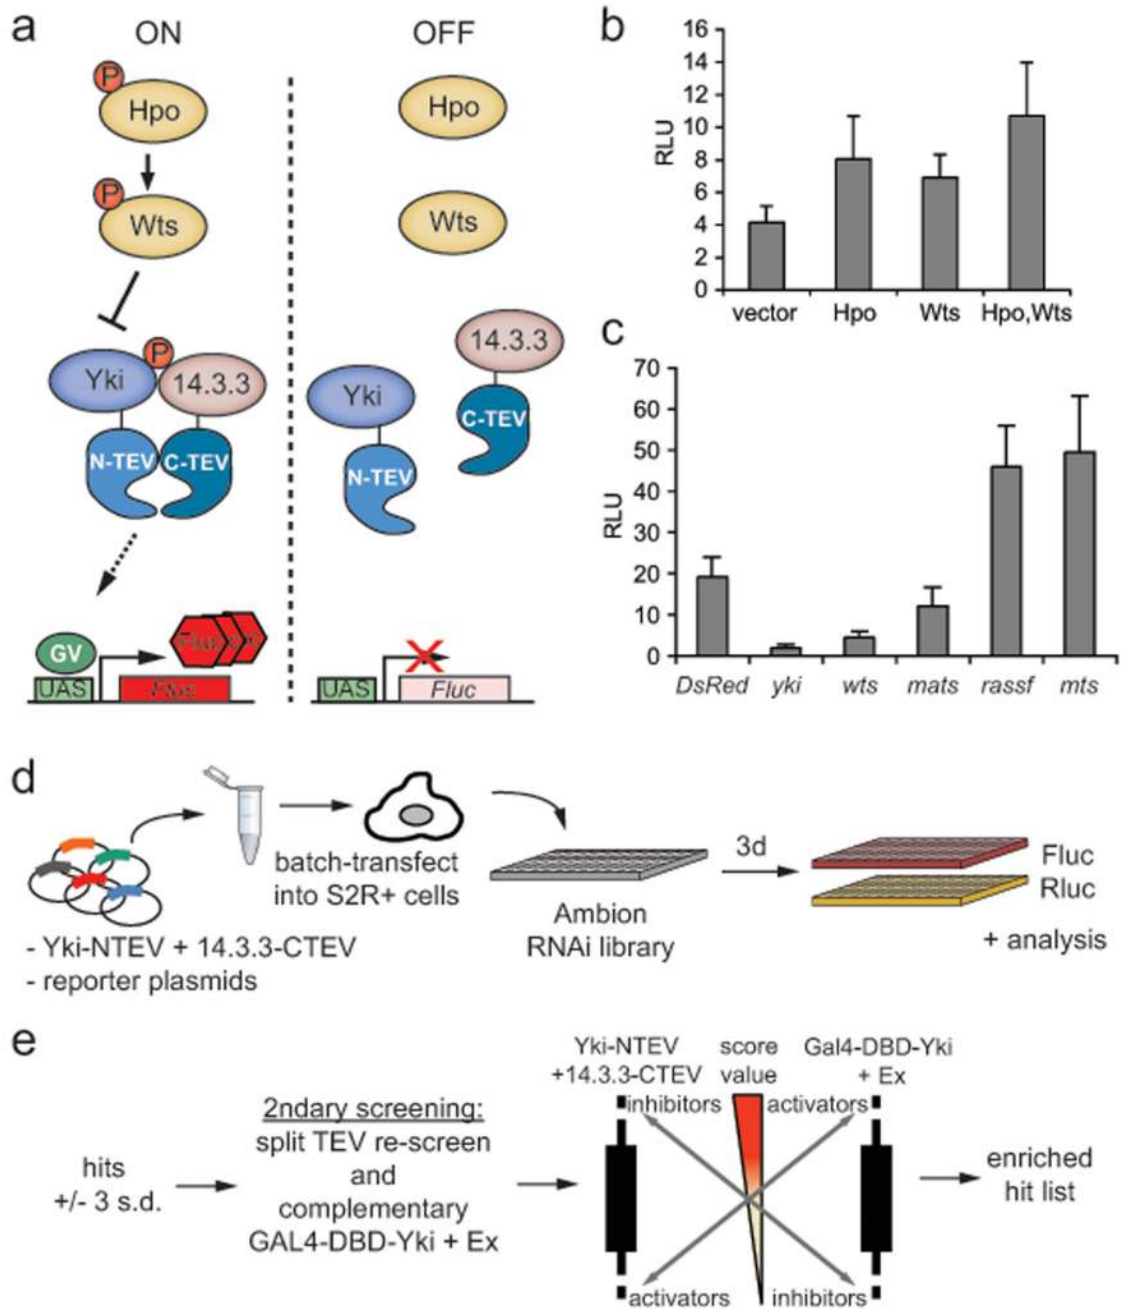 a
ON
OFF
P
Hpo
Hpo
P
Wts
Wts
P
Yki
14.3.3
Yki
14.3.3
N-TEV
C-TEV
N-TEV
C-TEV
GV
UAS
Fluc
UAS
Fluc
b
RLU
16
14
12
10
8
6
4
2
0
vector Hpo Wts Hpo,Wts
c
RLU
70
60
50
40
30
20
10
0
DsRed yki wts mats rassf mts
d
- Yki-NTEV + 14.3.3-CTEV
- reporter plasmids
batch-transfect
into S2R+ cells
Ambion
RNAi library
3d
Fluc
Rluc
+ analysis
e
hits
+/- 3 s.d.
2ndary screening:
split TEV re-screen
and
complementary
GAL4-DBD-Yki + Ex
Yki-NTEV
+14.3.3-CTEV
score
value
Gal4-DBD-Yki
+ Ex
inhibitors
activators
activators
inhibitors
enriched
hit list